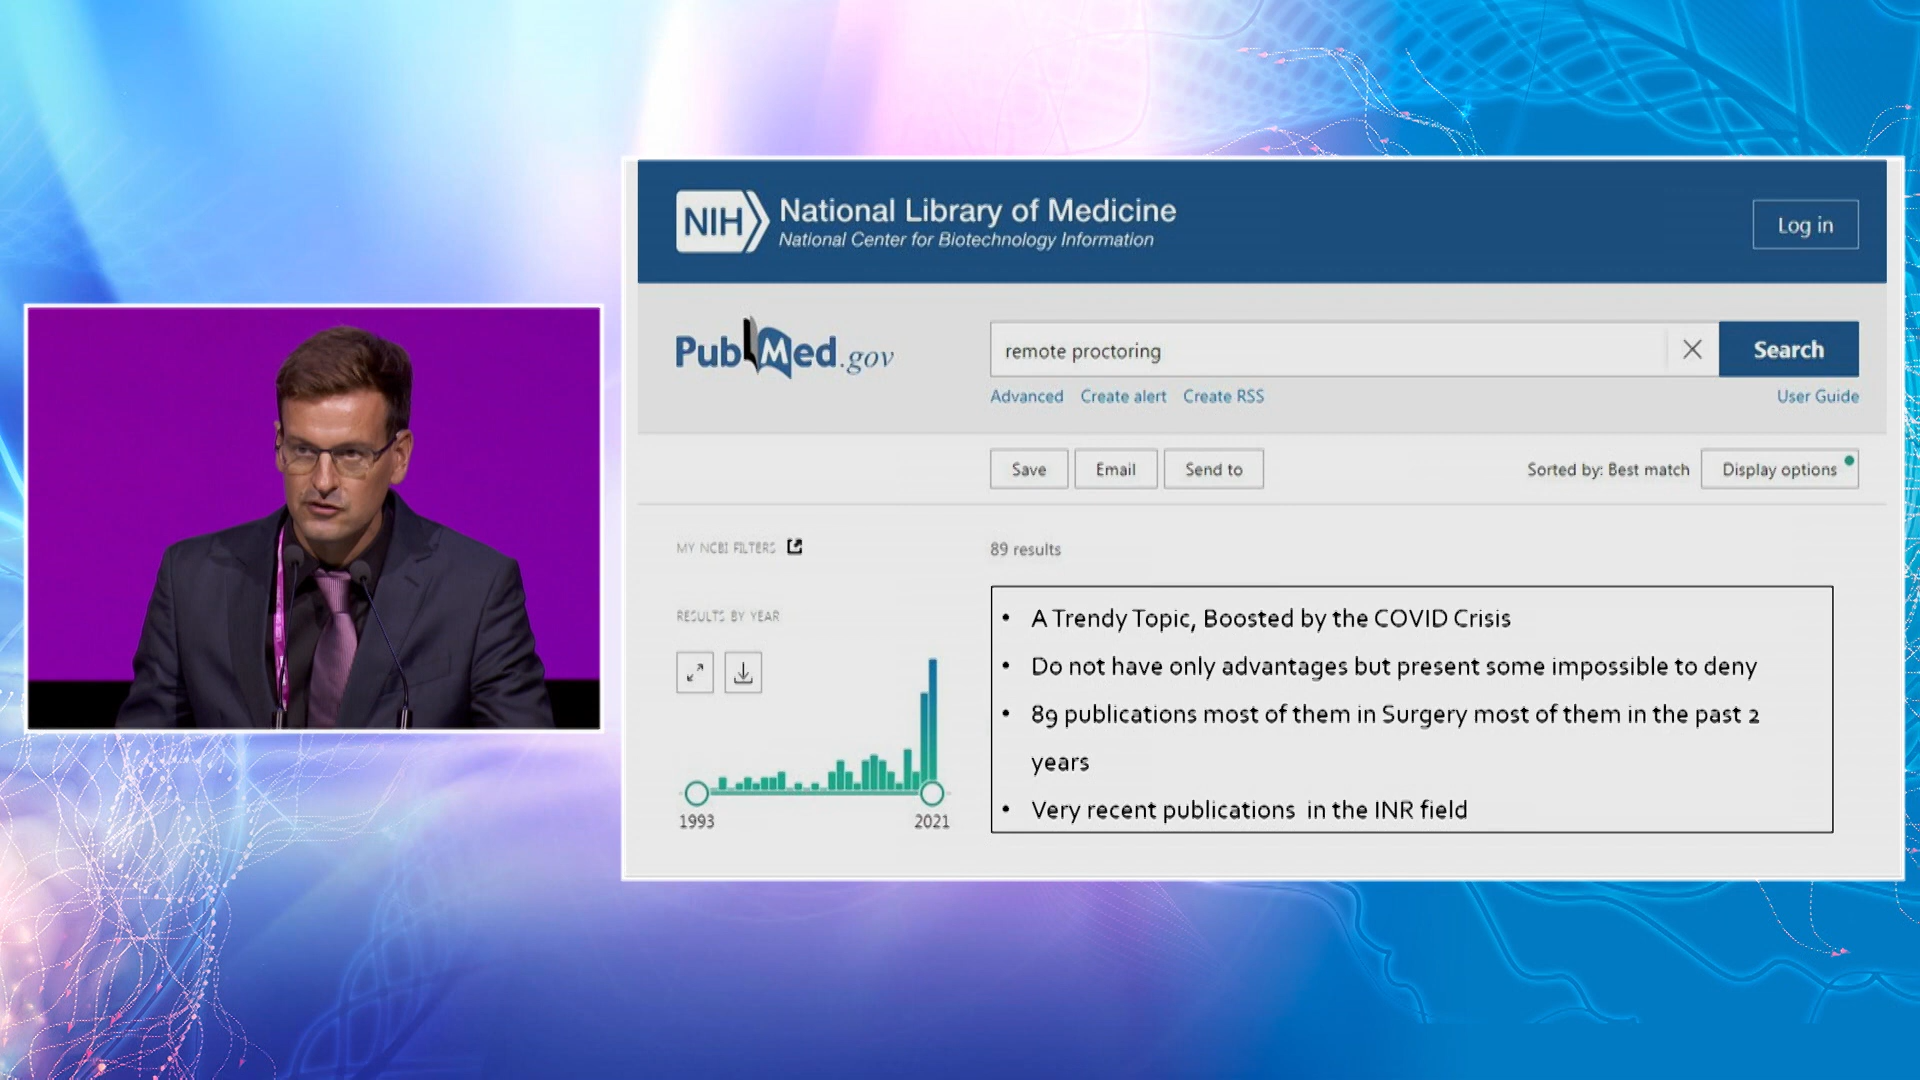 NIH National Library of Medicine
National Center for Biotechnology Information
Log in
PubMed.gov
remote proctoring
Search
Advanced Create alert Create RSS
User Guide
Save Email Send to
Sorted by: Best match Display options
MY NCBI FILTERS
89 results
RESULTS BY YEAR
1993 2021
• A Trendy Topic, Boosted by the COVID Crisis
• Do not have only advantages but present some impossible to deny
• 89 publications most of them in Surgery most of them in the past 2
years
• Very recent publications in the INR field